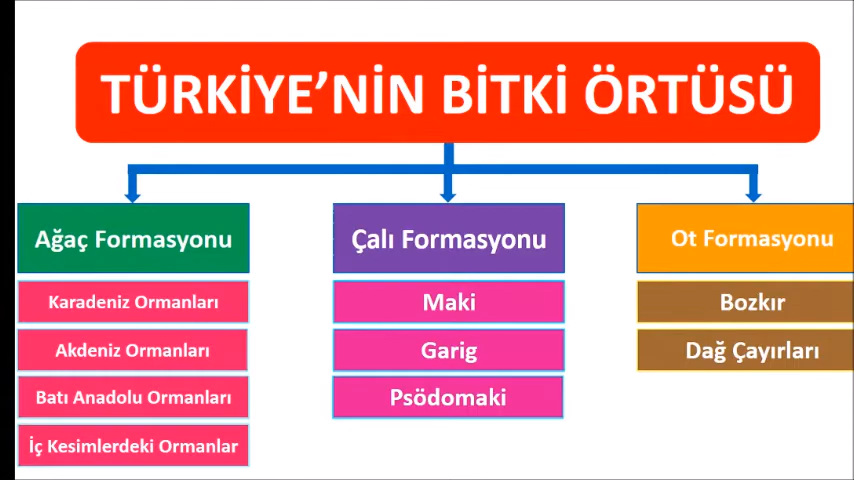 TÜRKİYE’NİN BİTKİ ÖRTÜSÜ
Ağaç Formasyonu
Karadeniz Ormanları
Akdeniz Ormanları
Batı Anadolu Ormanları
İç Kesimlerdeki Ormanlar
Çalı Formasyonu
Maki
Garig
Psödomaki
Ot Formasyonu
Bozkır
Dağ Çayırları